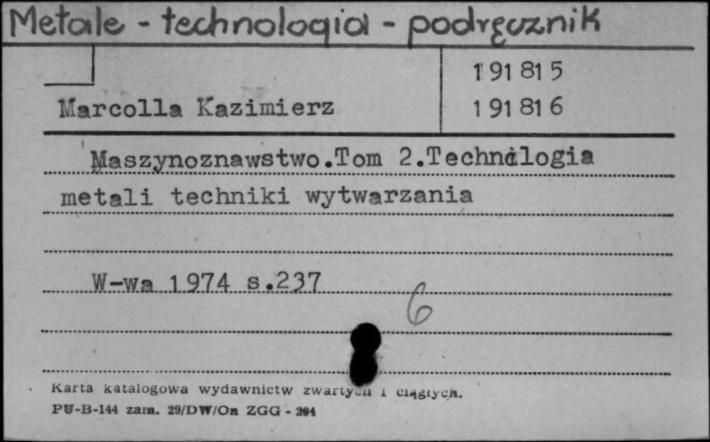 Metale - technologia - podręcznik
191815
Marcolla Kazimierz 191816
Maszynoznawstwo.Tom 2.Technologia
metali techniki wytwarzania
W-wa 1974 s.237
6
Karta katalogowa wydawnictw zwartych i ciągłych.
PU-B-144 zam. 29/DW/On ZGG - 204